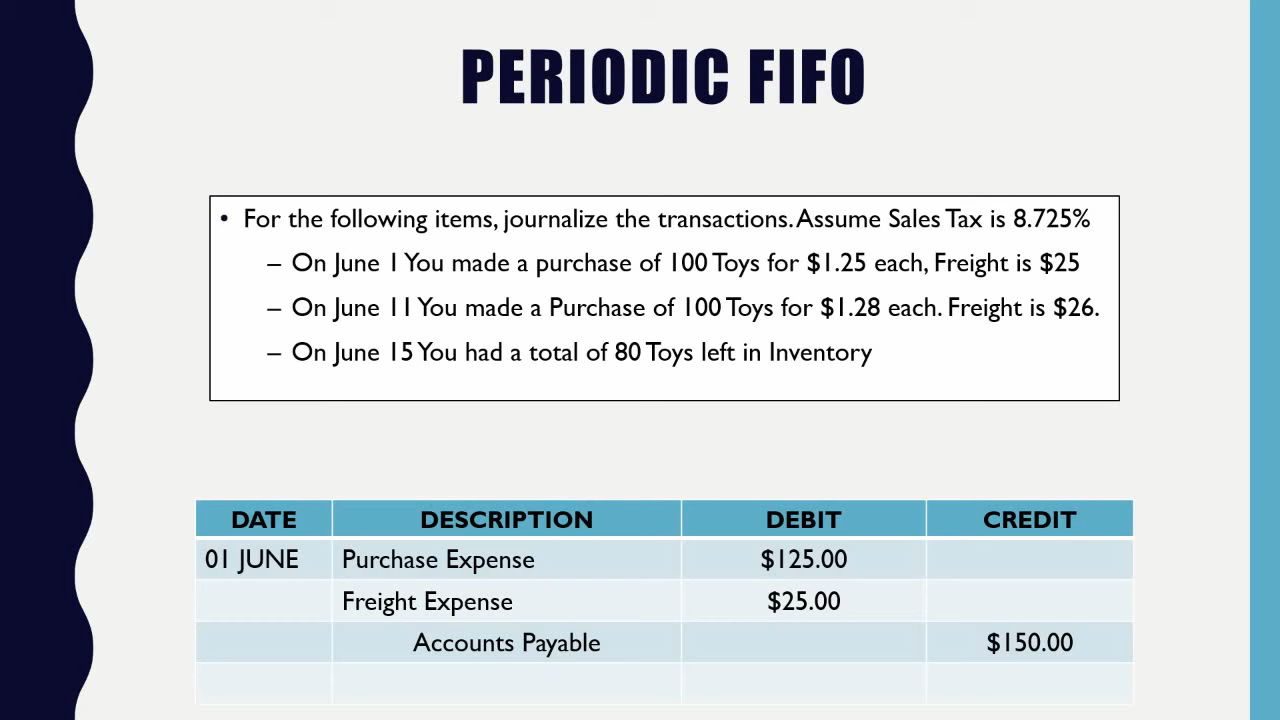 PERIODIC FIFO
• For the following items, journalize the transactions. Assume Sales Tax is 8.725%
– On June 1 You made a purchase of 100 Toys for $1.25 each, Freight is $25
– On June 11 You made a Purchase of 100 Toys for $1.28 each. Freight is $26.
– On June 15 You had a total of 80 Toys left in Inventory
DATE DESCRIPTION DEBIT CREDIT
01 JUNE Purchase Expense $125.00
Freight Expense $25.00
Accounts Payable $150.00